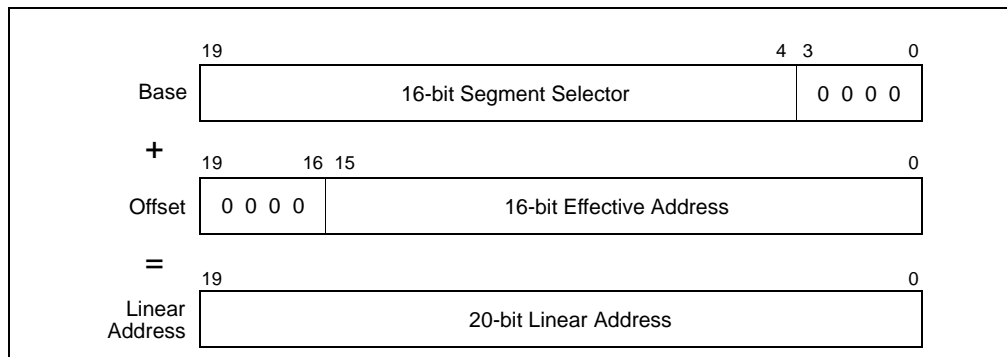 19 4 3 0
Base 16-bit Segment Selector 0 0 0 0
+
19 16 15 0
Offset 0 0 0 0 16-bit Effective Address
=
19 0
Linear
Address 20-bit Linear Address